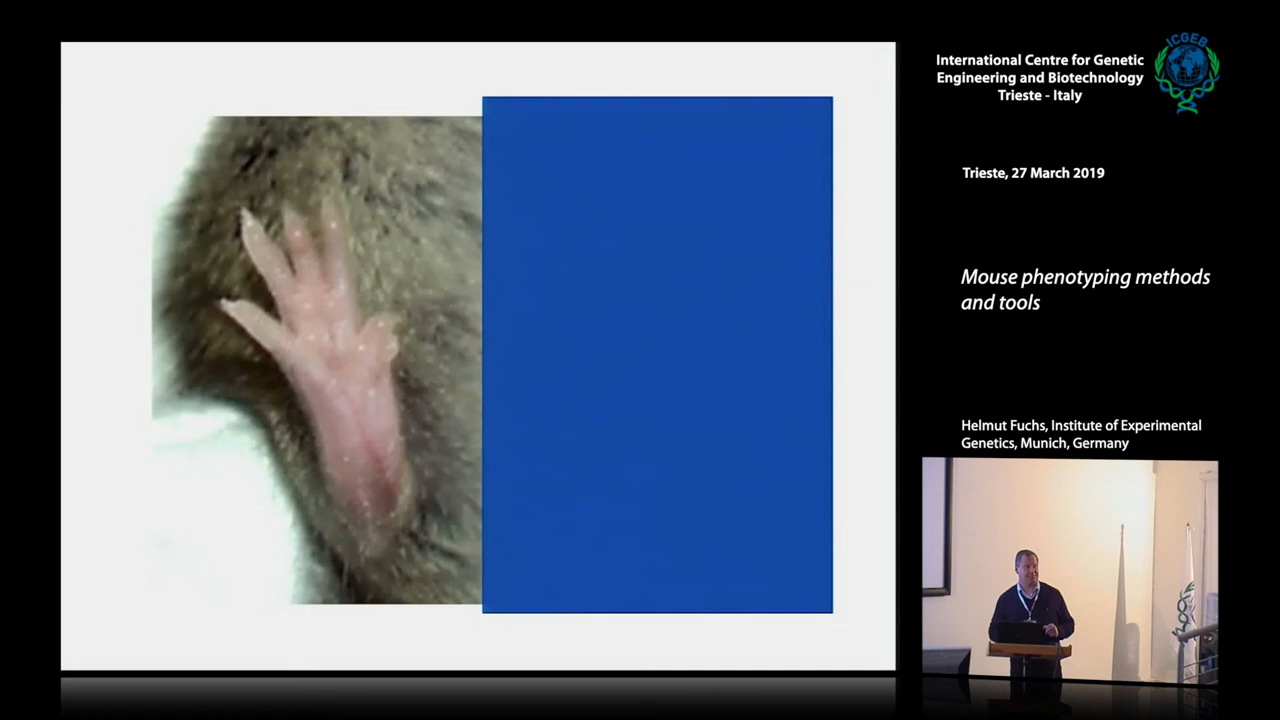 ICGEB
International Centre for Genetic
Engineering and Biotechnology
Trieste - Italy
Trieste, 27 March 2019
Mouse phenotyping methods
and tools
Helmut Fuchs, Institute of Experimental
Genetics, Munich, Germany